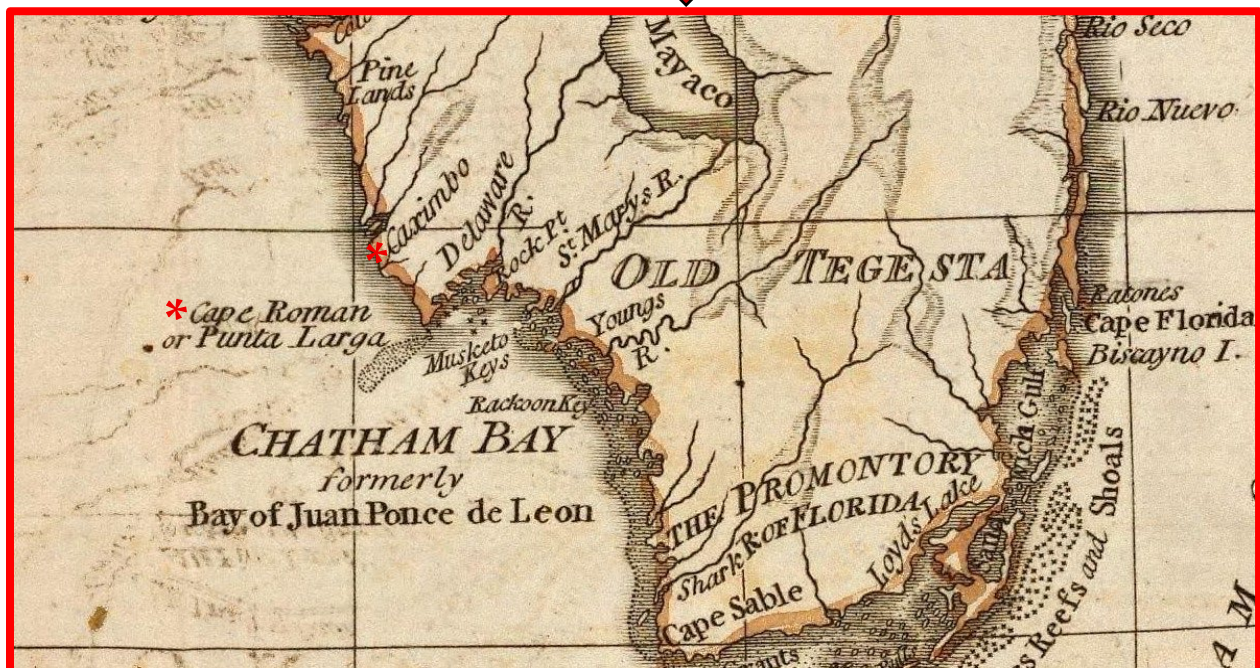 Rio Seco
Pine
Lands
Mayaco
Rio Nuevo
* Caximbo
Delaware
R.
Rock Pt
St. Marys R.
OLD TEGESTA
* Cape Roman
or Punta Larga
Ratones
Cape Florida
Biscayno I.
Youngs
R.
Musketo
Keys
Rackoon Key
CHATHAM BAY
formerly
Bay of Juan Ponce de Leon
THE PROMONTORY
OF FLORIDA
Shark R.
Loyds Lake
Sandwich Gulf
Cape Sable
Reefs and Shoals